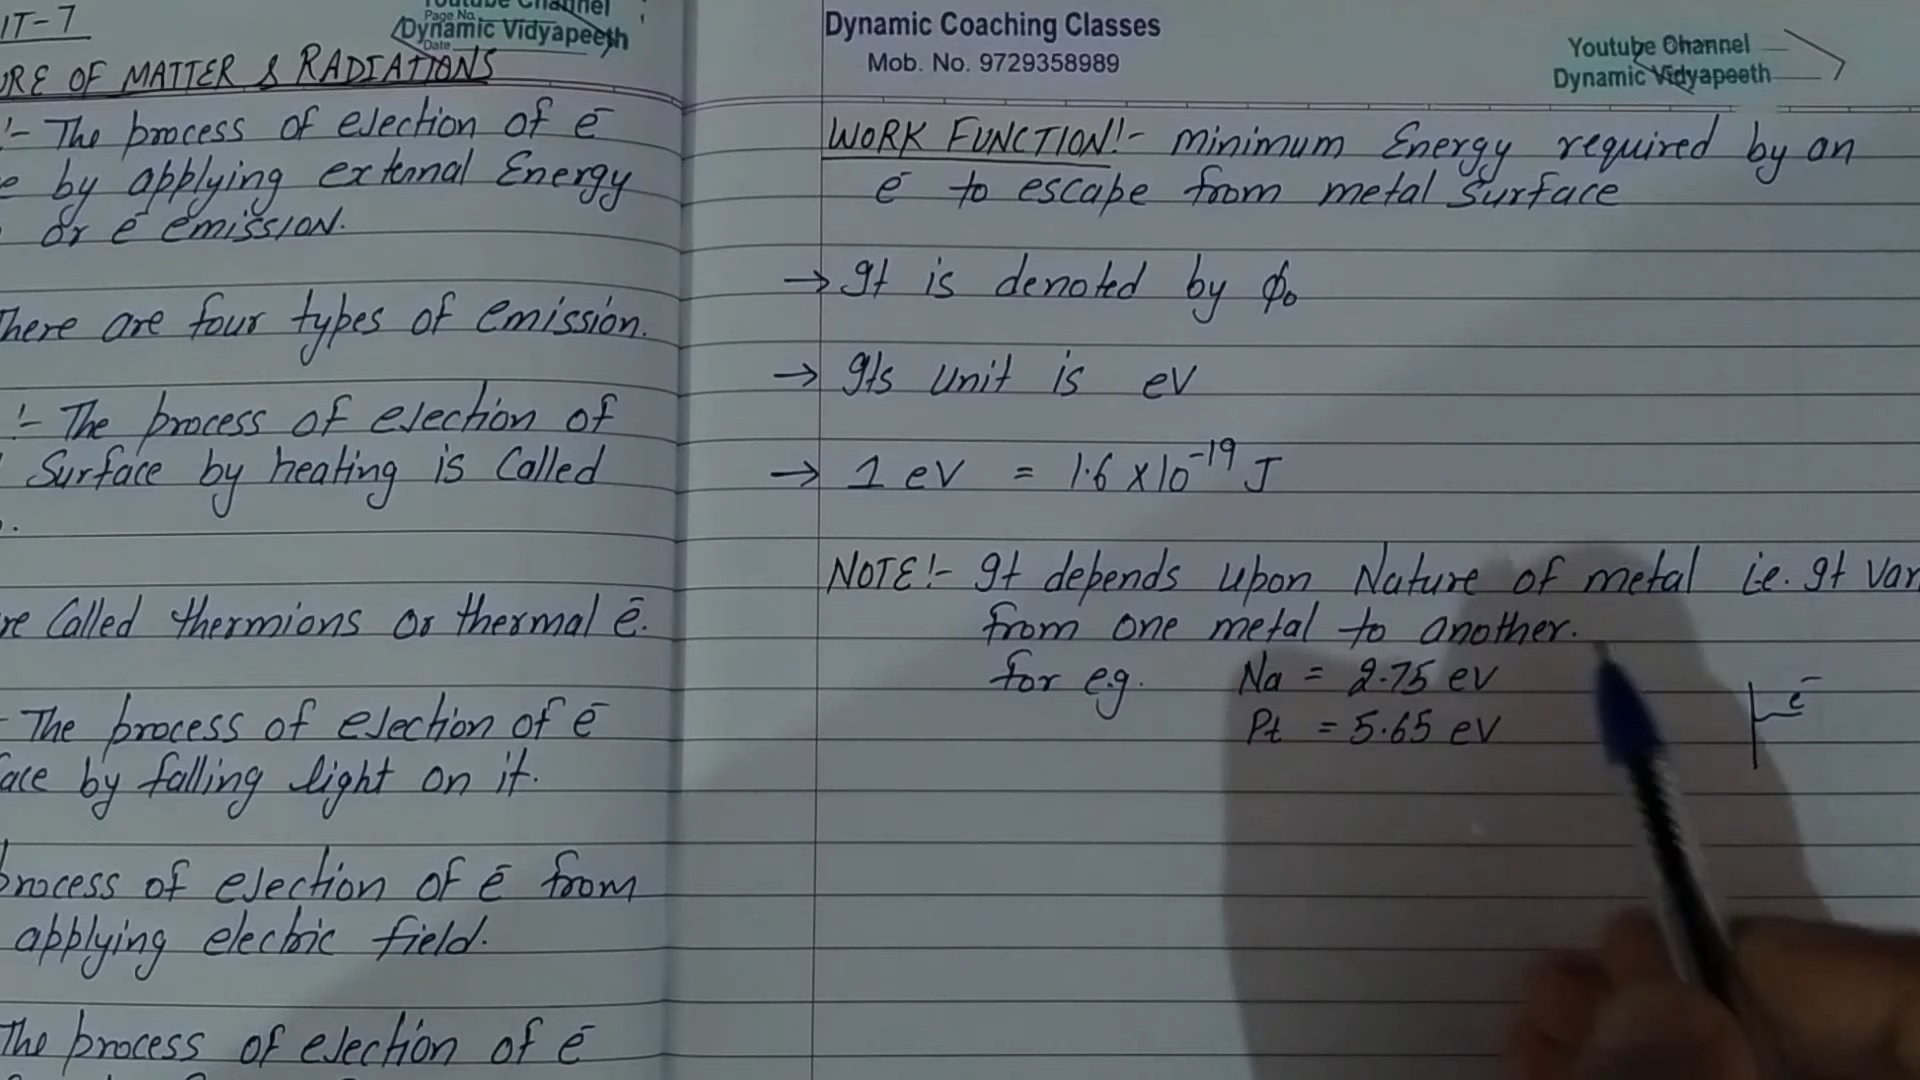 IT-7
Youtube Channel
Page No.
Dynamic Vidyapeeth
Date
URE OF MATTER & RADIATIONS
:- The process of ejection of e̅
e by applying external Energy
or e̅ emission.
There are four types of emission.
:- The process of ejection of
Surface by heating is Called
re Called thermions or thermal e̅.
- The process of ejection of e̅
face by falling light on it.
process of ejection of e̅ from
applying electric field.
The process of ejection of e̅
Dynamic Coaching Classes
Mob. No. 9729358989
Youtube Channel
Dynamic Vidyapeeth
WORK FUNCTION:- Minimum Energy required by an
e̅ to escape from metal Surface
→ It is denoted by ϕ₀
→ Its unit is eV
→ 1 eV = 1.6 x 10⁻¹⁹ J
NOTE:- It depends upon Nature of metal i.e. It var
from one metal to another.
for e.g. Na = 2.75 eV
Pt = 5.65 eV
e̅